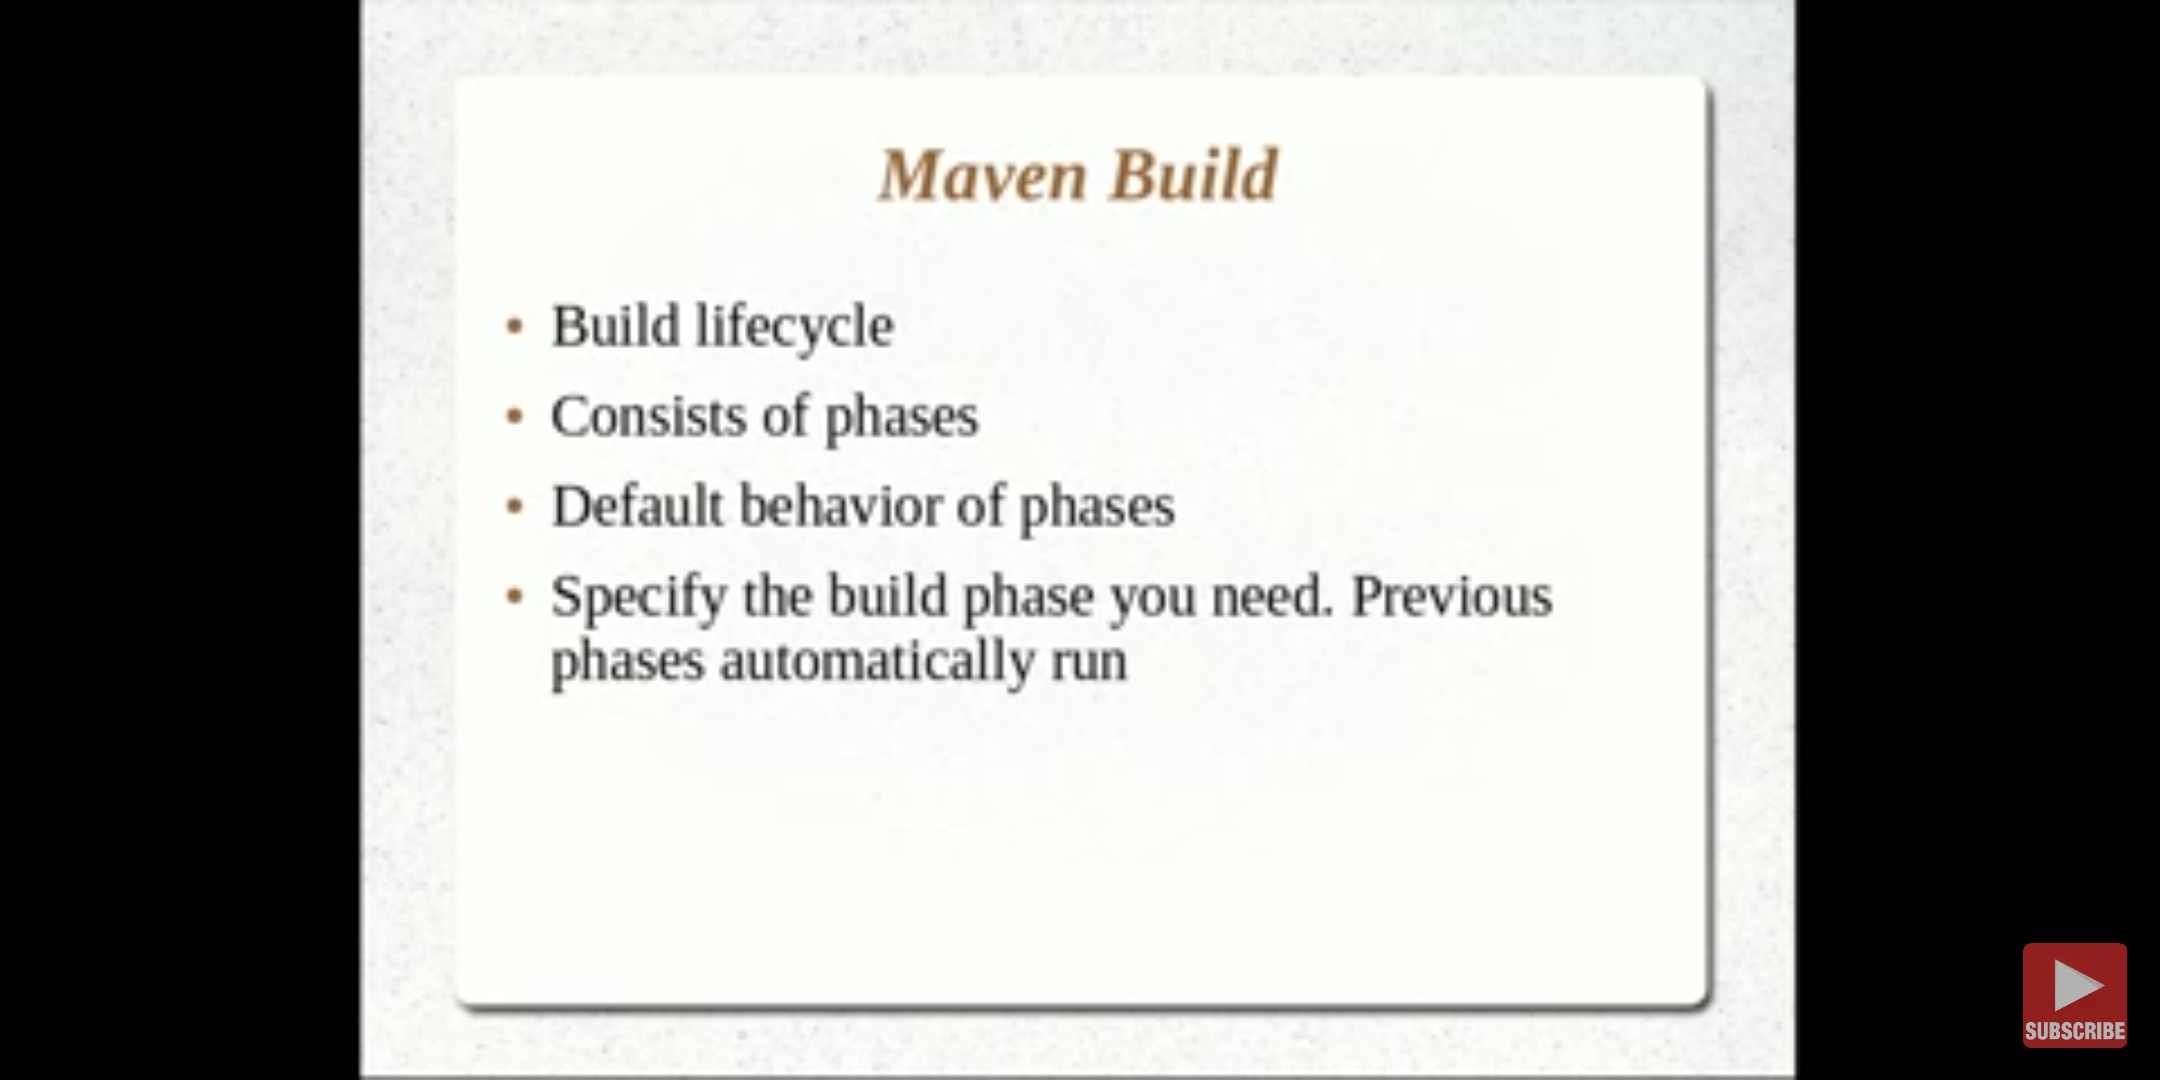 Maven Build
• Build lifecycle
• Consists of phases
• Default behavior of phases
• Specify the build phase you need. Previous
phases automatically run
SUBSCRIBE